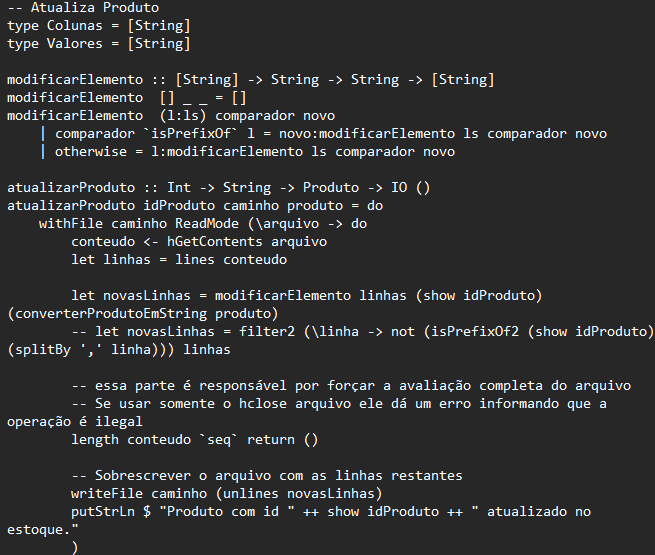 -- Atualiza Produto
type Colunas = [String]
type Valores = [String]

modificarElemento :: [String] -> String -> String -> [String]
modificarElemento  [] _ _ = []
modificarElemento  (l:ls) comparador novo
    | comparador `isPrefixOf` l = novo:modificarElemento ls comparador novo
    | otherwise = l:modificarElemento ls comparador novo

atualizarProduto :: Int -> String -> Produto -> IO ()
atualizarProduto idProduto caminho produto = do
    withFile caminho ReadMode (\arquivo -> do
        conteudo <- hGetContents arquivo
        let linhas = lines conteudo

        let novasLinhas = modificarElemento linhas (show idProduto)
(converterProdutoEmString produto)
        -- let novasLinhas = filter2 (\linha -> not (isPrefixOf2 (show idProduto)
(splitBy ',' linha))) linhas

        -- essa parte é responsável por forçar a avaliação completa do arquivo
        -- Se usar somente o hclose arquivo ele dá um erro informando que a
operação é ilegal
        length conteudo `seq` return ()

        -- Sobrescrever o arquivo com as linhas restantes
        writeFile caminho (unlines novasLinhas)
        putStrLn $ "Produto com id " ++ show idProduto ++ " atualizado no
estoque."
        )